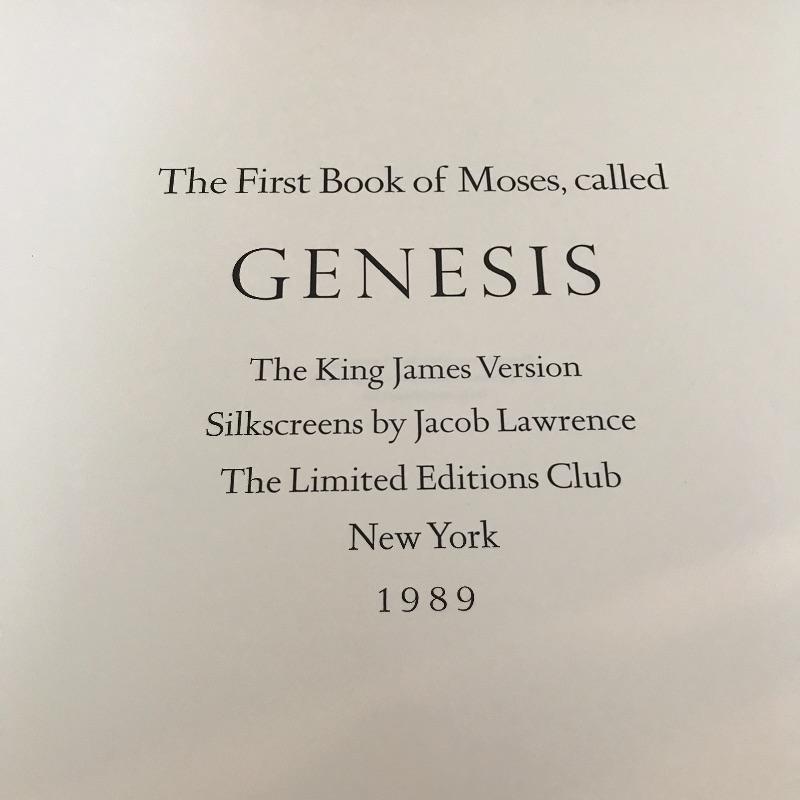 The First Book of Moses, called
GENESIS
The King James Version
Silkscreens by Jacob Lawrence
The Limited Editions Club
New York
1989